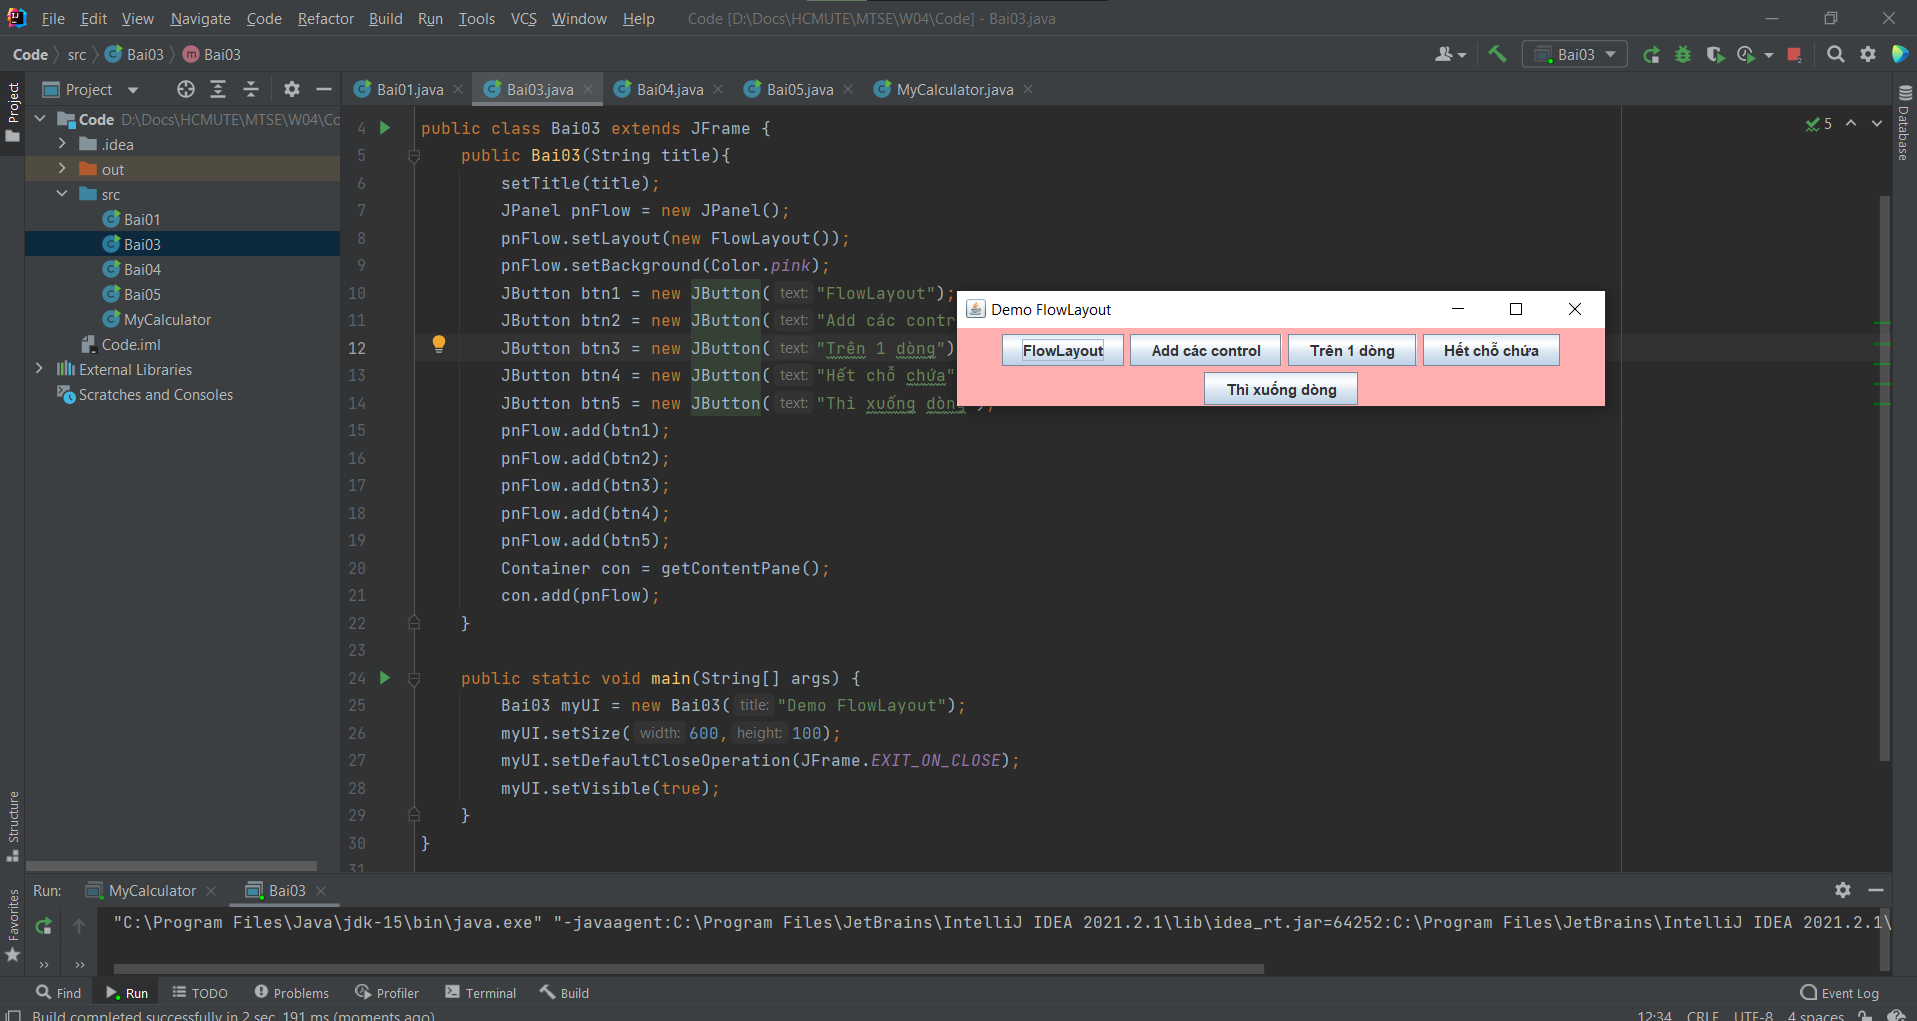 File Edit View Navigate Code Refactor Build Run Tools VCS Window Help Code [D:\Docs\HCMUTE\MTSE\W04\Code] - Bai03.java
Code src Bai03 m Bai03 Bai03
Project Project Bai01.java Bai03.java Bai04.java Bai05.java MyCalculator.java
Code D:\Docs\HCMUTE\MTSE\W04\Co
.idea
out
src
Bai01
Bai03
Bai04
Bai05
MyCalculator
Code.iml
External Libraries
Scratches and Consoles
4 public class Bai03 extends JFrame {
5 public Bai03(String title){
6 setTitle(title);
7 JPanel pnFlow = new JPanel();
8 pnFlow.setLayout(new FlowLayout());
9 pnFlow.setBackground(Color.pink);
10 JButton btn1 = new JButton( text: "FlowLayout");
11 JButton btn2 = new JButton( text: "Add các contr
12 JButton btn3 = new JButton( text: "Trên 1 dòng")
13 JButton btn4 = new JButton( text: "Hết chỗ chứa"
14 JButton btn5 = new JButton( text: "Thì xuống dòng");
15 pnFlow.add(btn1);
16 pnFlow.add(btn2);
17 pnFlow.add(btn3);
18 pnFlow.add(btn4);
19 pnFlow.add(btn5);
20 Container con = getContentPane();
21 con.add(pnFlow);
22 }
23
24 public static void main(String[] args) {
25 Bai03 myUI = new Bai03( title: "Demo FlowLayout");
26 myUI.setSize( width: 600, height: 100);
27 myUI.setDefaultCloseOperation(JFrame.EXIT_ON_CLOSE);
28 myUI.setVisible(true);
29 }
30 }
31
5
Database
Demo FlowLayout
FlowLayout Add các control Trên 1 dòng Hết chỗ chứa
Thì xuống dòng
Structure
Favorites
Run: MyCalculator Bai03
"C:\Program Files\Java\jdk-15\bin\java.exe" "-javaagent:C:\Program Files\JetBrains\IntelliJ IDEA 2021.2.1\lib\idea_rt.jar=64252:C:\Program Files\JetBrains\IntelliJ IDEA 2021.2.1\
Find Run TODO Problems Profiler Terminal Build Event Log
Build completed successfully in 2 sec, 191 ms (moments ago) 12:34 CRLF UTF-8 4 spaces